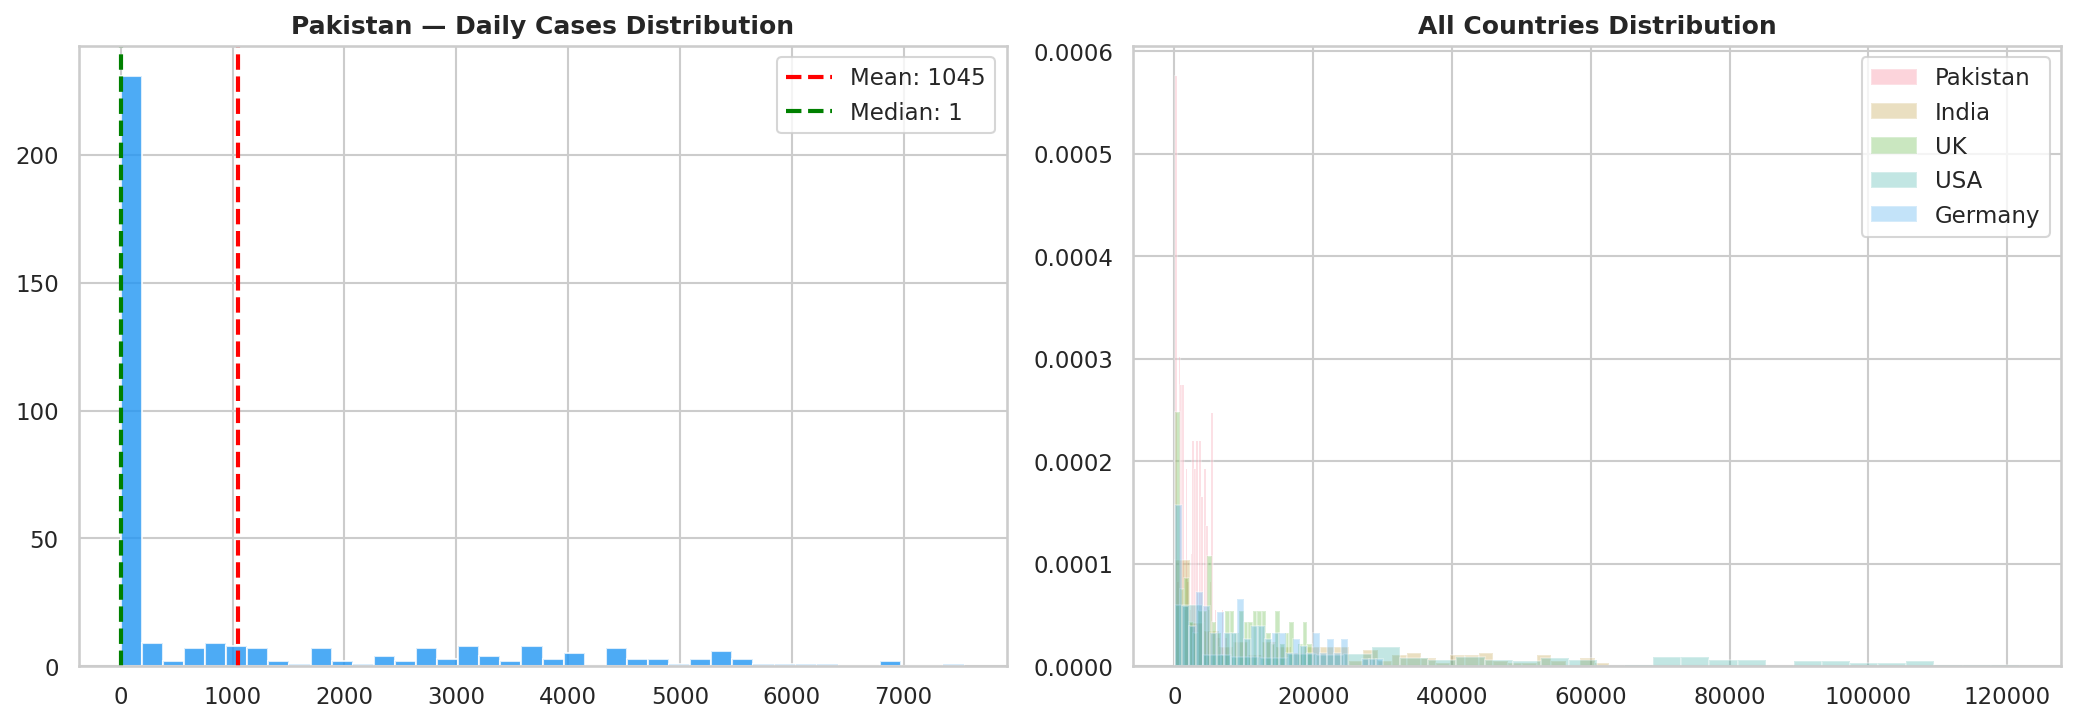 Pakistan — Daily Cases Distribution
Mean: 1045
Median: 1
200
150
100
50
0
0 1000 2000 3000 4000 5000 6000 7000
All Countries Distribution
Pakistan
India
UK
USA
Germany
0.0006
0.0005
0.0004
0.0003
0.0002
0.0001
0.0000
0 20000 40000 60000 80000 100000 120000